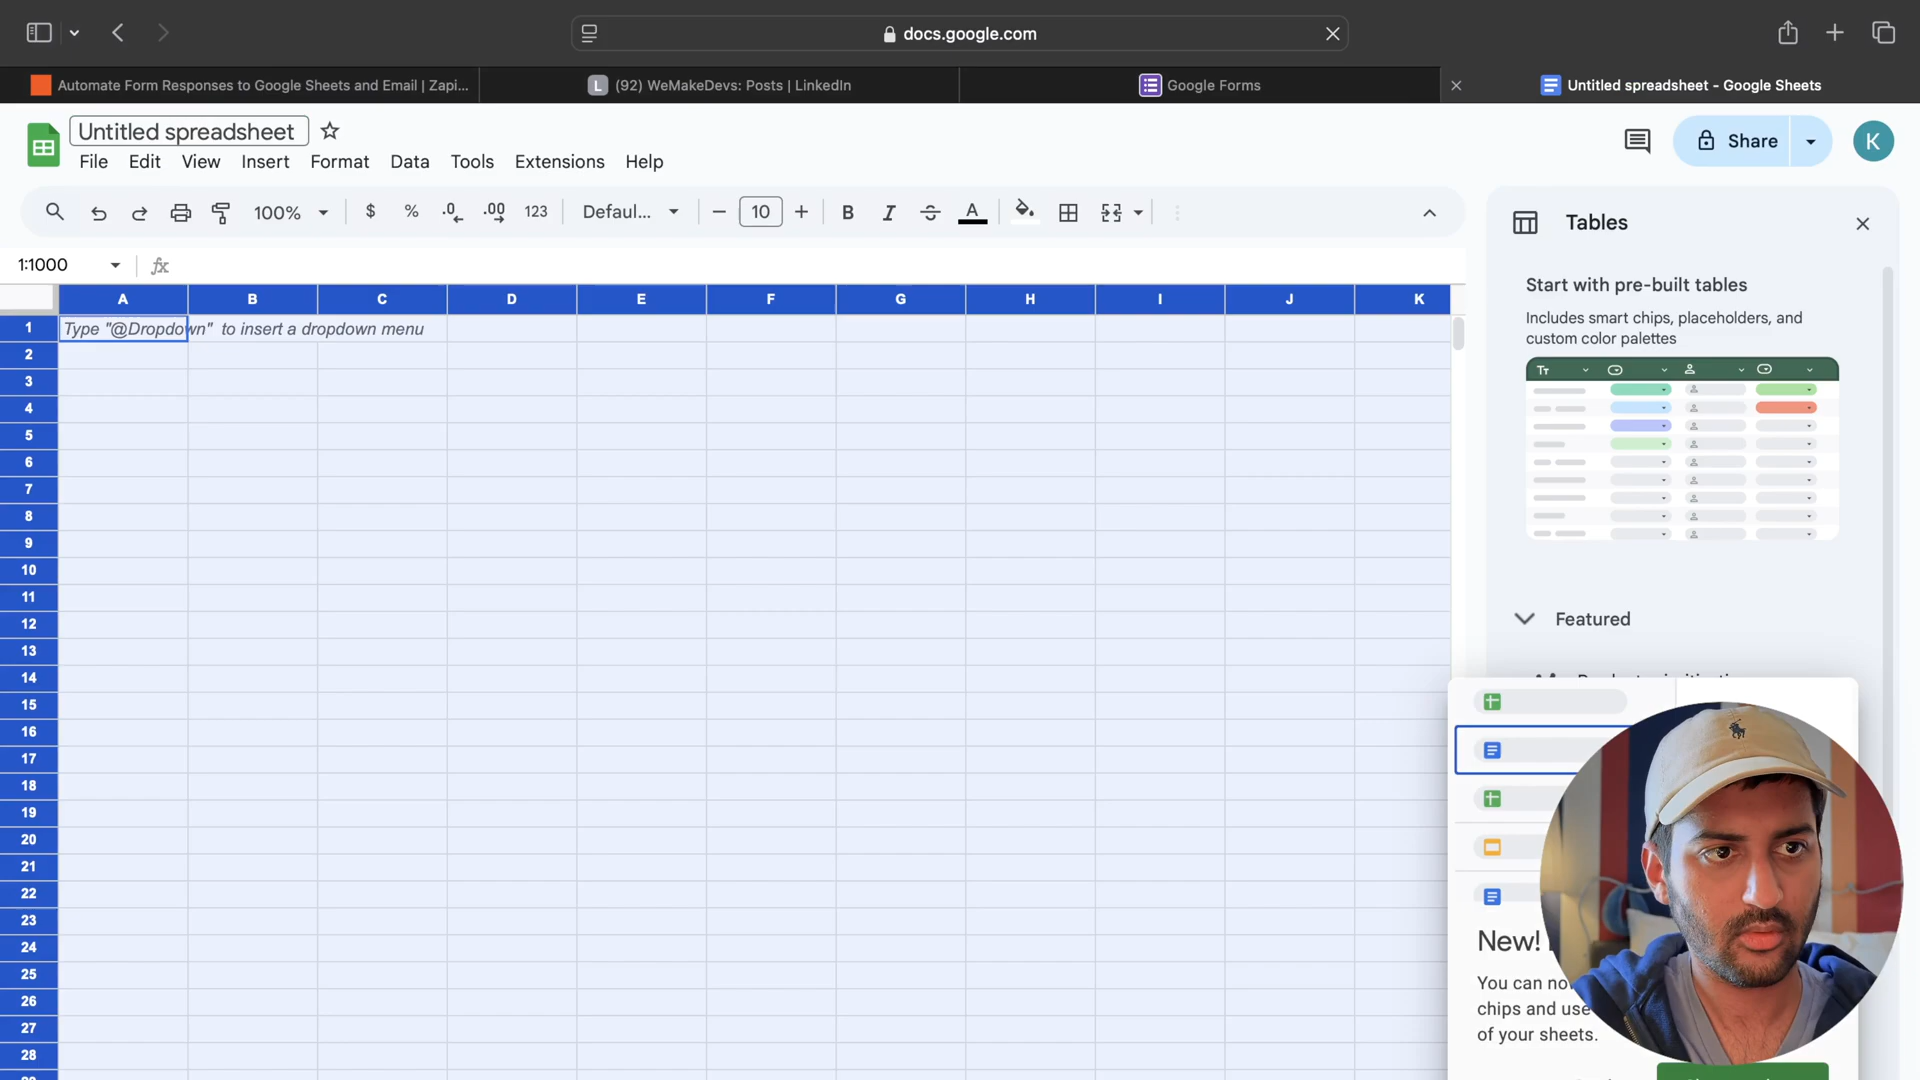 docs.google.com
Automate Form Responses to Google Sheets and Email | Zapi...
L (92) WeMakeDevs: Posts | LinkedIn
Google Forms
Untitled spreadsheet - Google Sheets
Untitled spreadsheet
File Edit View Insert Format Data Tools Extensions Help
Share
K
100% $ % .0 .00 123 Defaul... 10 B I S A
1:1000 fx
A B C D E F G H I J K
1 Type "@Dropdown" to insert a dropdown menu
2
3
4
5
6
7
8
9
10
11
12
13
14
15
16
17
18
19
20
21
22
23
24
25
26
27
28
Tables
Start with pre-built tables
Includes smart chips, placeholders, and
custom color palettes
Tт
Featured
New!
You can
chips and use
of your sheets.